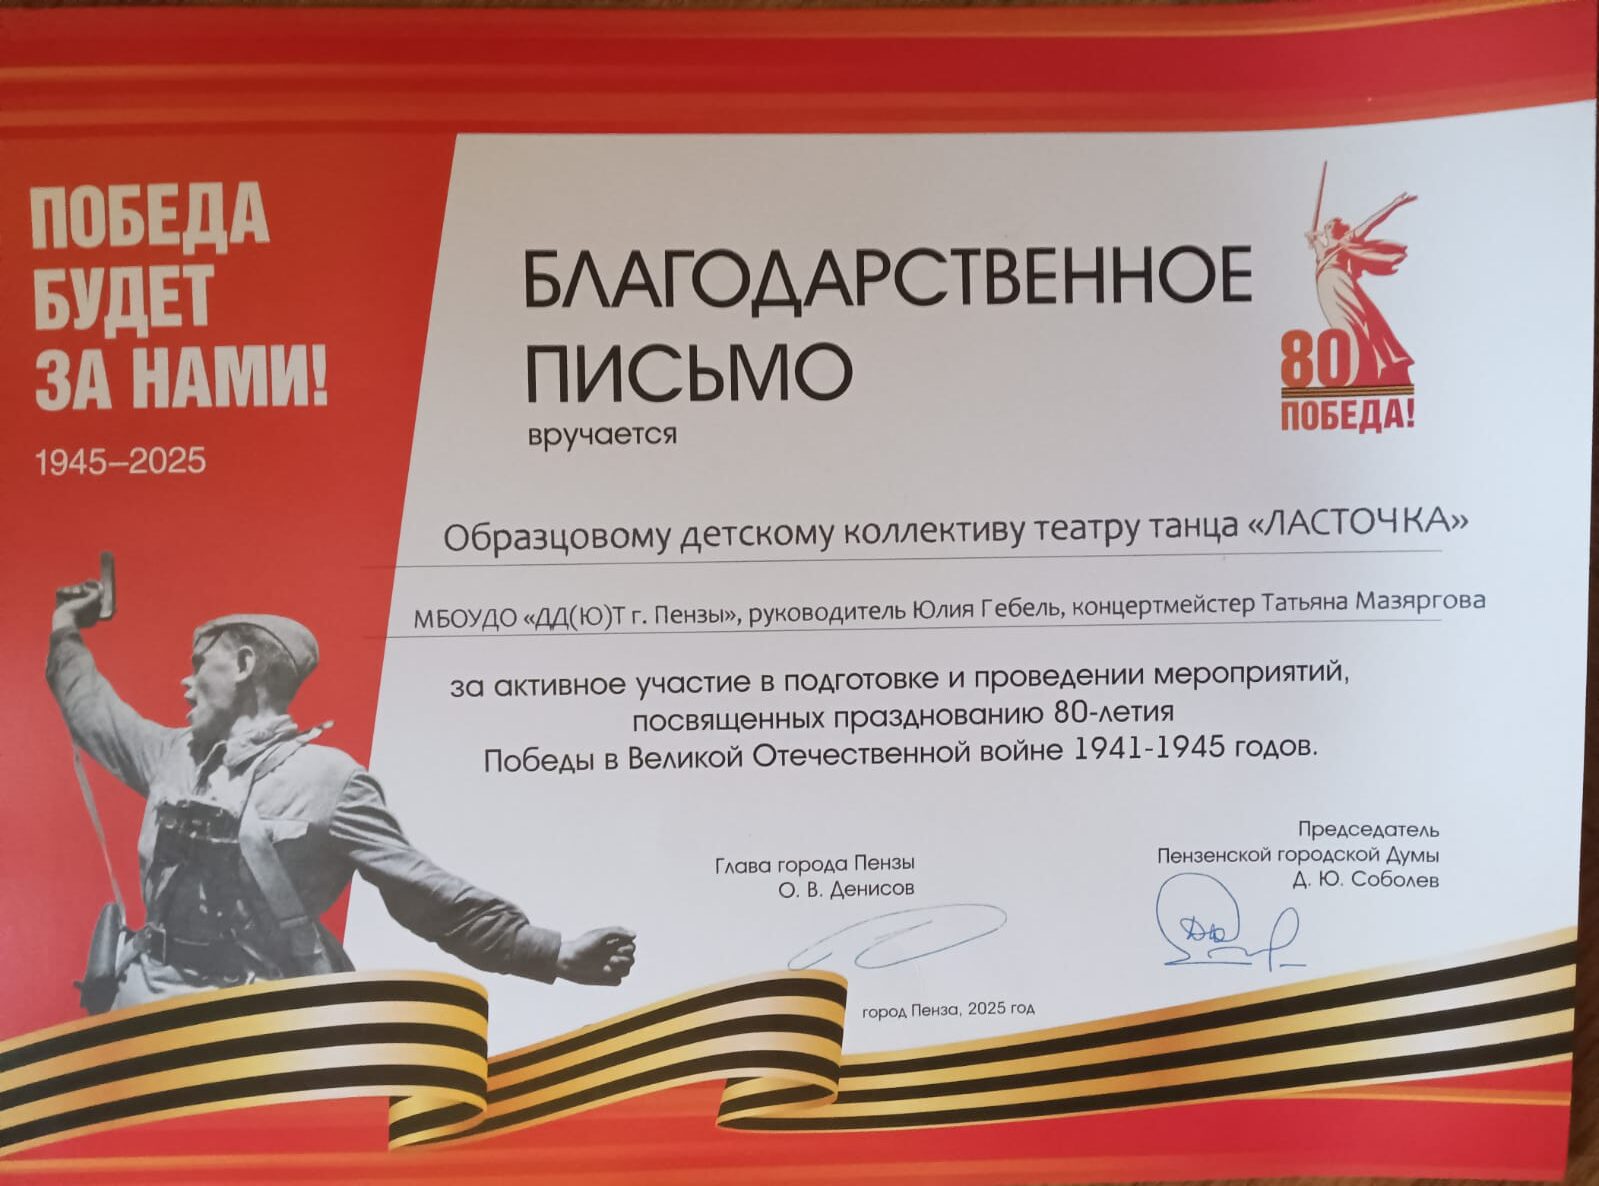 ПОБЕДА
БУДЕТ
ЗА НАМИ!
1945–2025
БЛАГОДАРСТВЕННОЕ
ПИСЬМО
вручается
80
ПОБЕДА!
Образцовому детскому коллективу театру танца «ЛАСТОЧКА»
МБОУДО «ДД(Ю)Т г. Пензы», руководитель Юлия Гебель, концертмейстер Татьяна Мазяргова
за активное участие в подготовке и проведении мероприятий,
посвященных празднованию 80-летия
Победы в Великой Отечественной войне 1941-1945 годов.
Глава города Пензы
О. В. Денисов
Председатель
Пензенской городской Думы
Д. Ю. Соболев
город Пенза, 2025 год